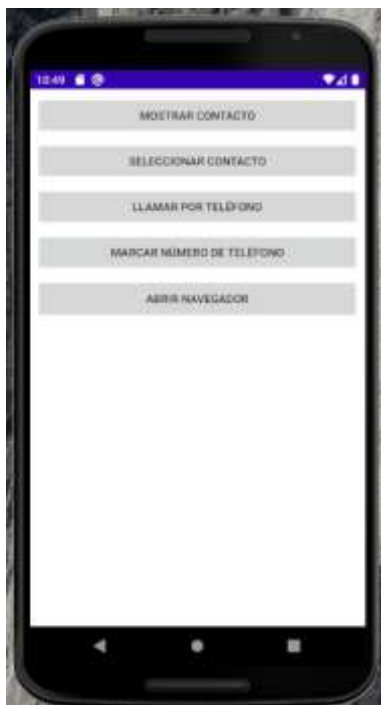 10:49
MOSTRAR CONTACTO
SELECCIONAR CONTACTO
LLAMAR POR TELÉFONO
MARCAR NÚMERO DE TELÉFONO
ABRIR NAVEGADOR